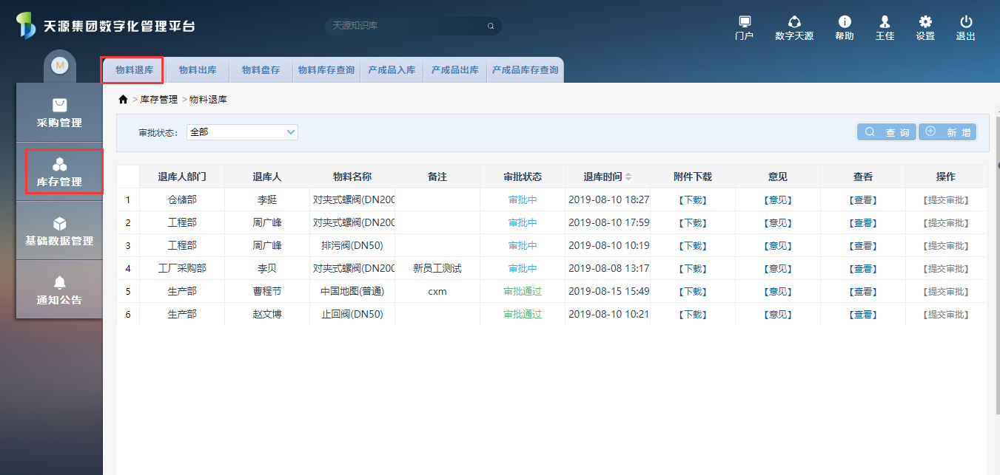 天源集团数字化管理平台
天源知识库
门户 数字天源 帮助 王佳 设置 退出
M
物料退库 物料出库 物料盘存 物料库存查询 产成品入库 产成品出库 产成品库存查询
采购管理
库存管理
基础数据管理
通知公告
> 库存管理 > 物料退库
审批状态: 全部 查 询 新 增
退库人部门 退库人 物料名称 备注 审批状态 退库时间 附件下载 意见 查看 操作
1 仓储部 李挺 对夹式螺阀(DN200 审批中 2019-08-10 18:27 【下载】 【意见】 【查看】 【提交审批】
2 工程部 周广峰 对夹式螺阀(DN200 审批中 2019-08-10 17:59 【下载】 【意见】 【查看】 【提交审批】
3 工程部 周广峰 排污阀(DN50) 审批中 2019-08-10 10:19 【下载】 【意见】 【查看】 【提交审批】
4 工厂采购部 李贝 对夹式螺阀(DN200 新员工测试 审批中 2019-08-08 13:17 【下载】 【意见】 【查看】 【提交审批】
5 生产部 曹程节 中国地图(普通) cxm 审批通过 2019-08-15 15:49 【下载】 【意见】 【查看】 【提交审批】
6 生产部 赵文博 止回阀(DN50) 审批通过 2019-08-10 10:21 【下载】 【意见】 【查看】 【提交审批】